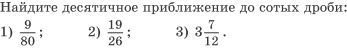 Найдите десятичное приближение до сотых дроби:
1) 9/80 ; 2) 19/26 ; 3) 3 7/12 .